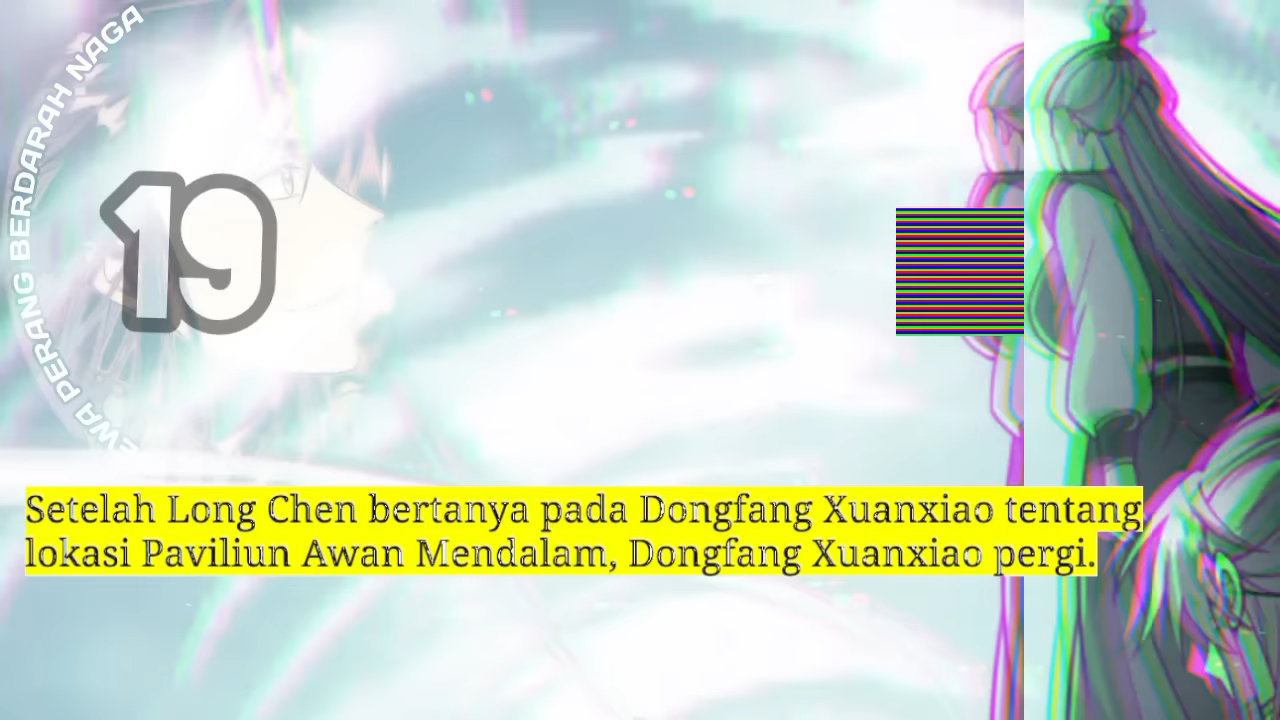 EWA PERANG BERDARAH NAGA
19
Setelah Long Chen bertanya pada Dongfang Xuanxiao tentang
lokasi Paviliun Awan Mendalam, Dongfang Xuanxiao pergi.